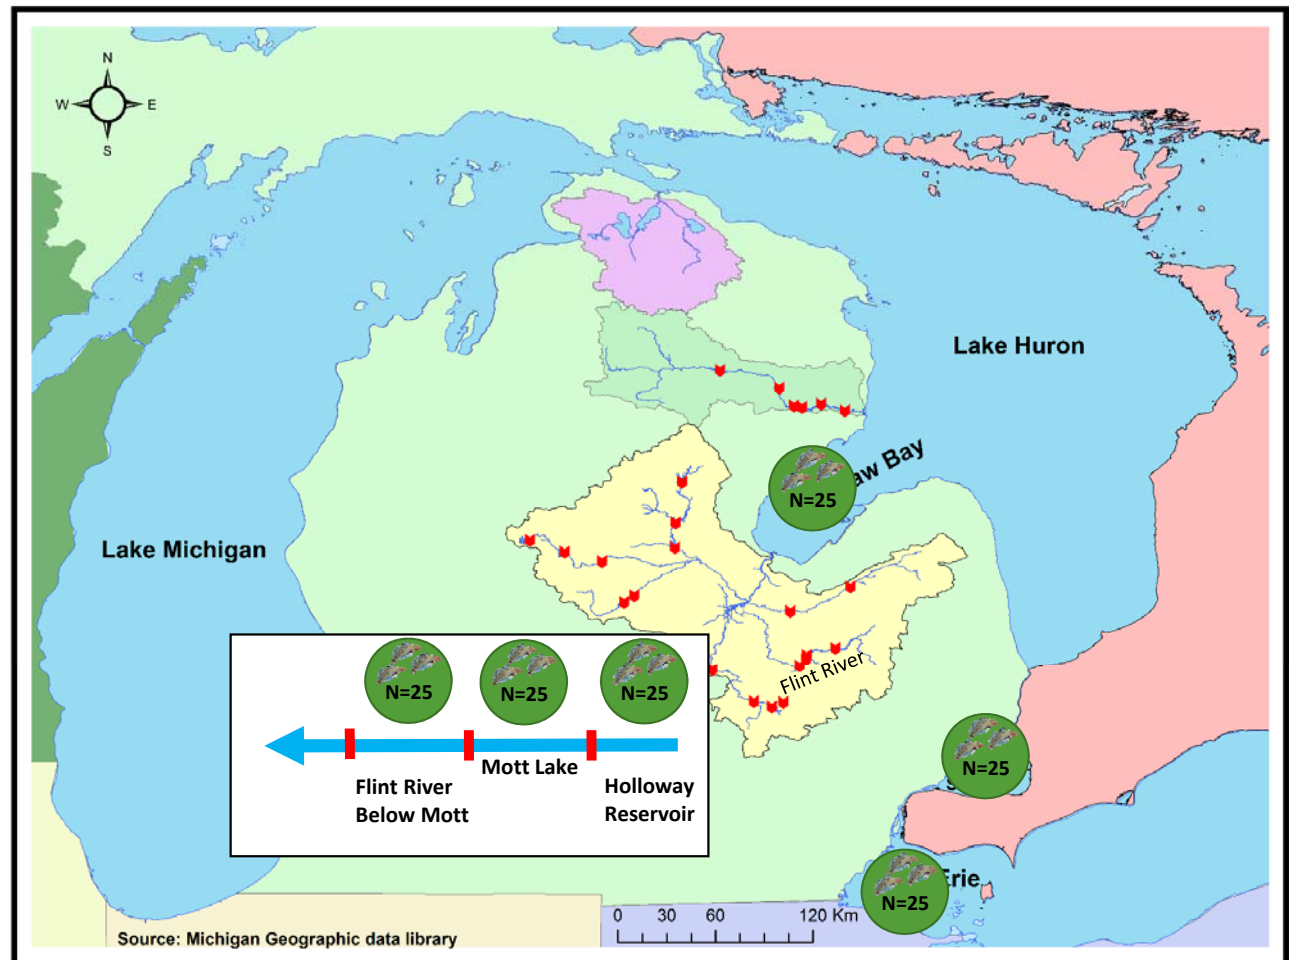 N
W E
S
Lake Huron
aw Bay
N=25
Lake Michigan
Flint River
N=25
N=25
N=25
Mott Lake
Flint River
Below Mott
Holloway
Reservoir
N=25
Erie
N=25
0 30 60 120 Km
Source: Michigan Geographic data library